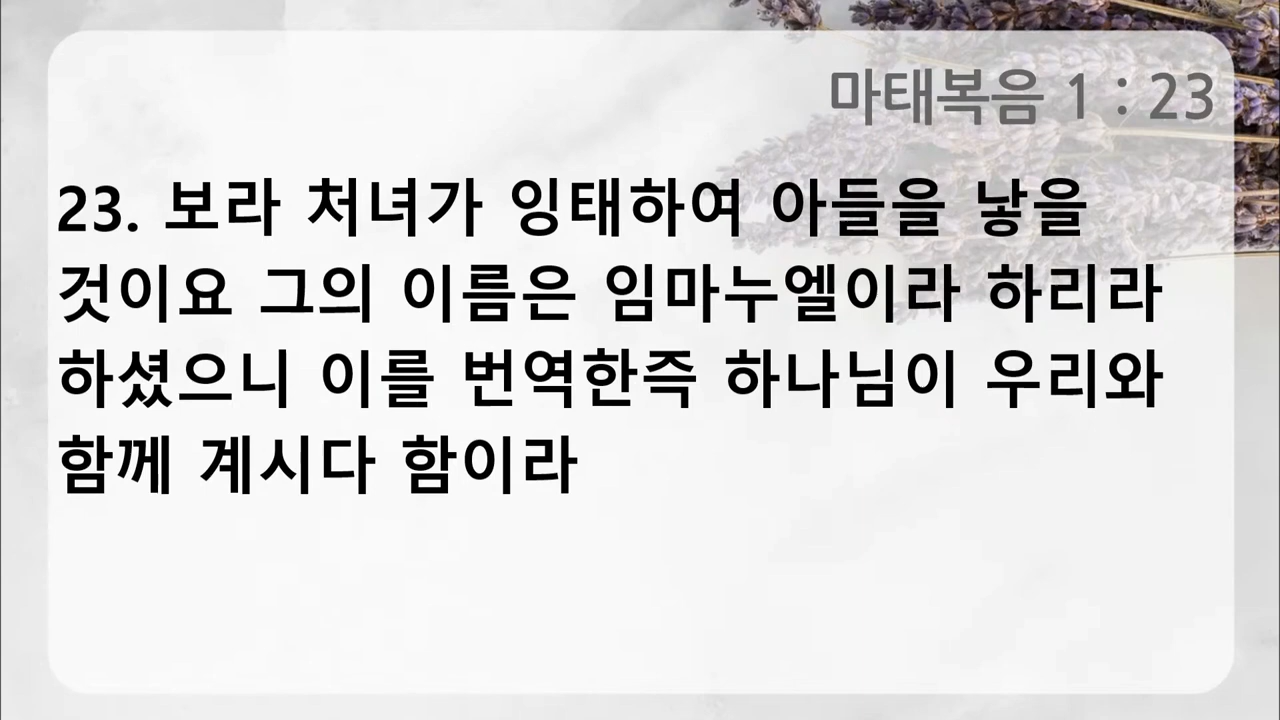 마태복음 1 : 23
23. 보라 처녀가 잉태하여 아들을 낳을
것이요 그의 이름은 임마누엘이라 하리라
하셨으니 이를 번역한즉 하나님이 우리와
함께 계시다 함이라